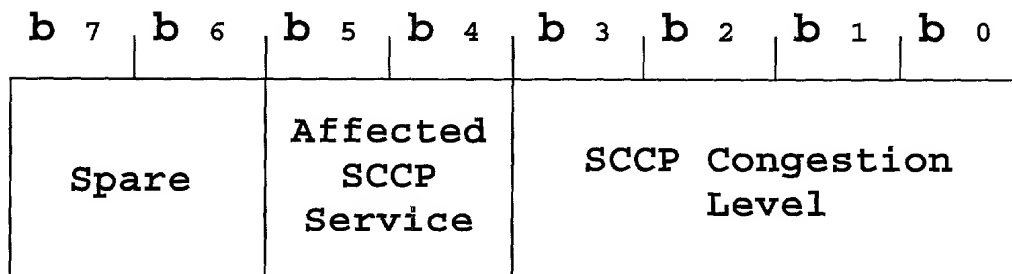 b 7 b 6 b 5 b 4 b 3 b 2 b 1 b 0
Spare
Affected
SCCP
Service
SCCP Congestion
Level